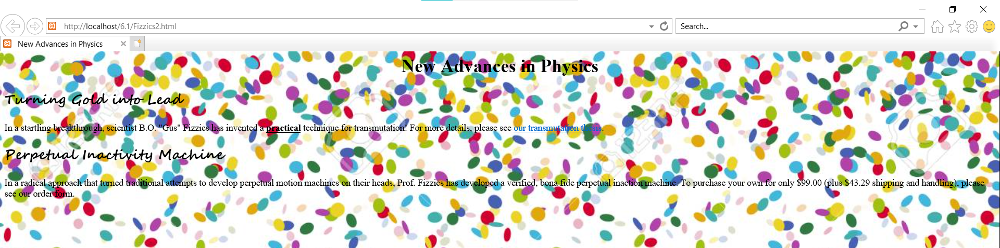 http://localhost/6.1/Fizzics2.html
Search...
New Advances in Physics
New Advances in Physics
Turning Gold into Lead
In a startling breakthrough, scientist B.O. "Gus" Fizzics has invented a practical technique for transmutation! For more details, please see our transmutation thesis.
Perpetual Inactivity Machine
In a radical approach that turned traditional attempts to develop perpetual motion machines on their heads, Prof. Fizzics has developed a verified, bona fide perpetual inaction machine. To purchase your own for only $99.00 (plus $43.29 shipping and handling), please
see our order form.